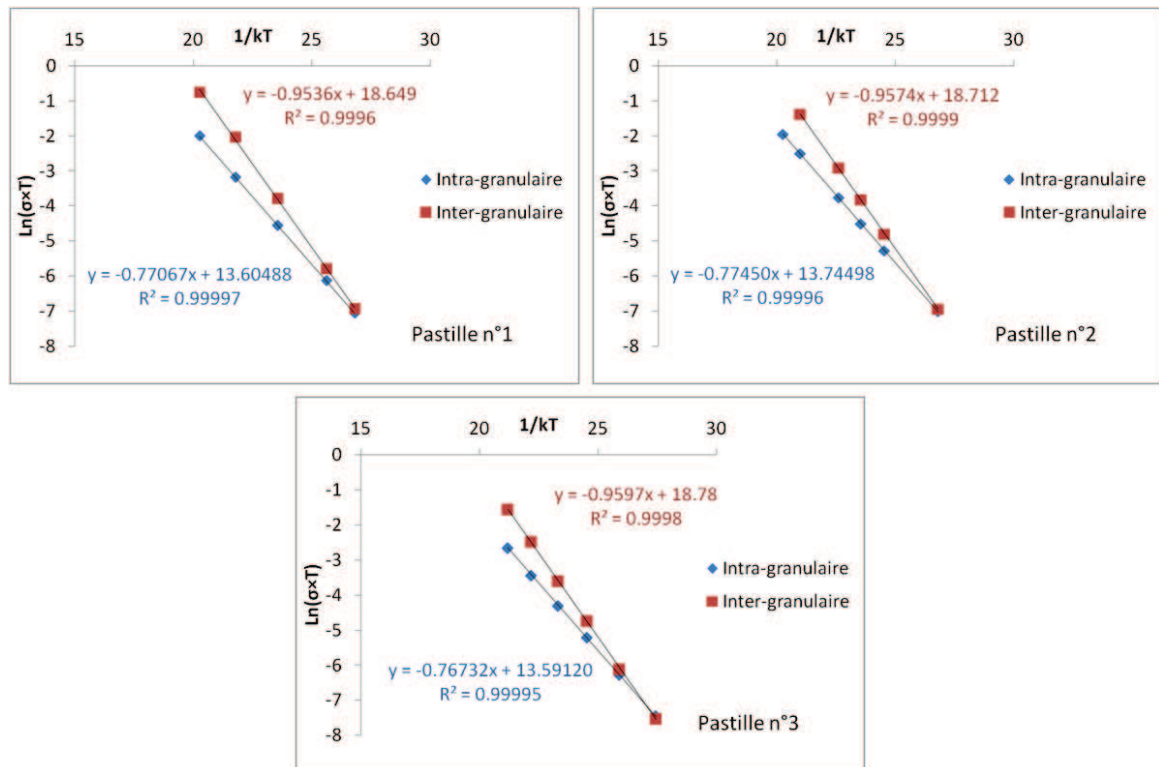 1/kT
15 20 25 30
0
-1
-2
-3
-4
-5
-6
-7
-8
Ln(σ×T)
y = -0.9536x + 18.649
R² = 0.9996
Intra-granulaire
Inter-granulaire
y = -0.77067x + 13.60488
R² = 0.99997
Pastille n°1
1/kT
15 20 25 30
0
-1
-2
-3
-4
-5
-6
-7
-8
Ln(σ×T)
y = -0.9574x + 18.712
R² = 0.9999
Intra-granulaire
Inter-granulaire
y = -0.77450x + 13.74498
R² = 0.99996
Pastille n°2
1/kT
15 20 25 30
0
-1
-2
-3
-4
-5
-6
-7
-8
Ln(σ×T)
y = -0.9597x + 18.78
R² = 0.9998
Intra-granulaire
Inter-granulaire
y = -0.76732x + 13.59120
R² = 0.99995
Pastille n°3